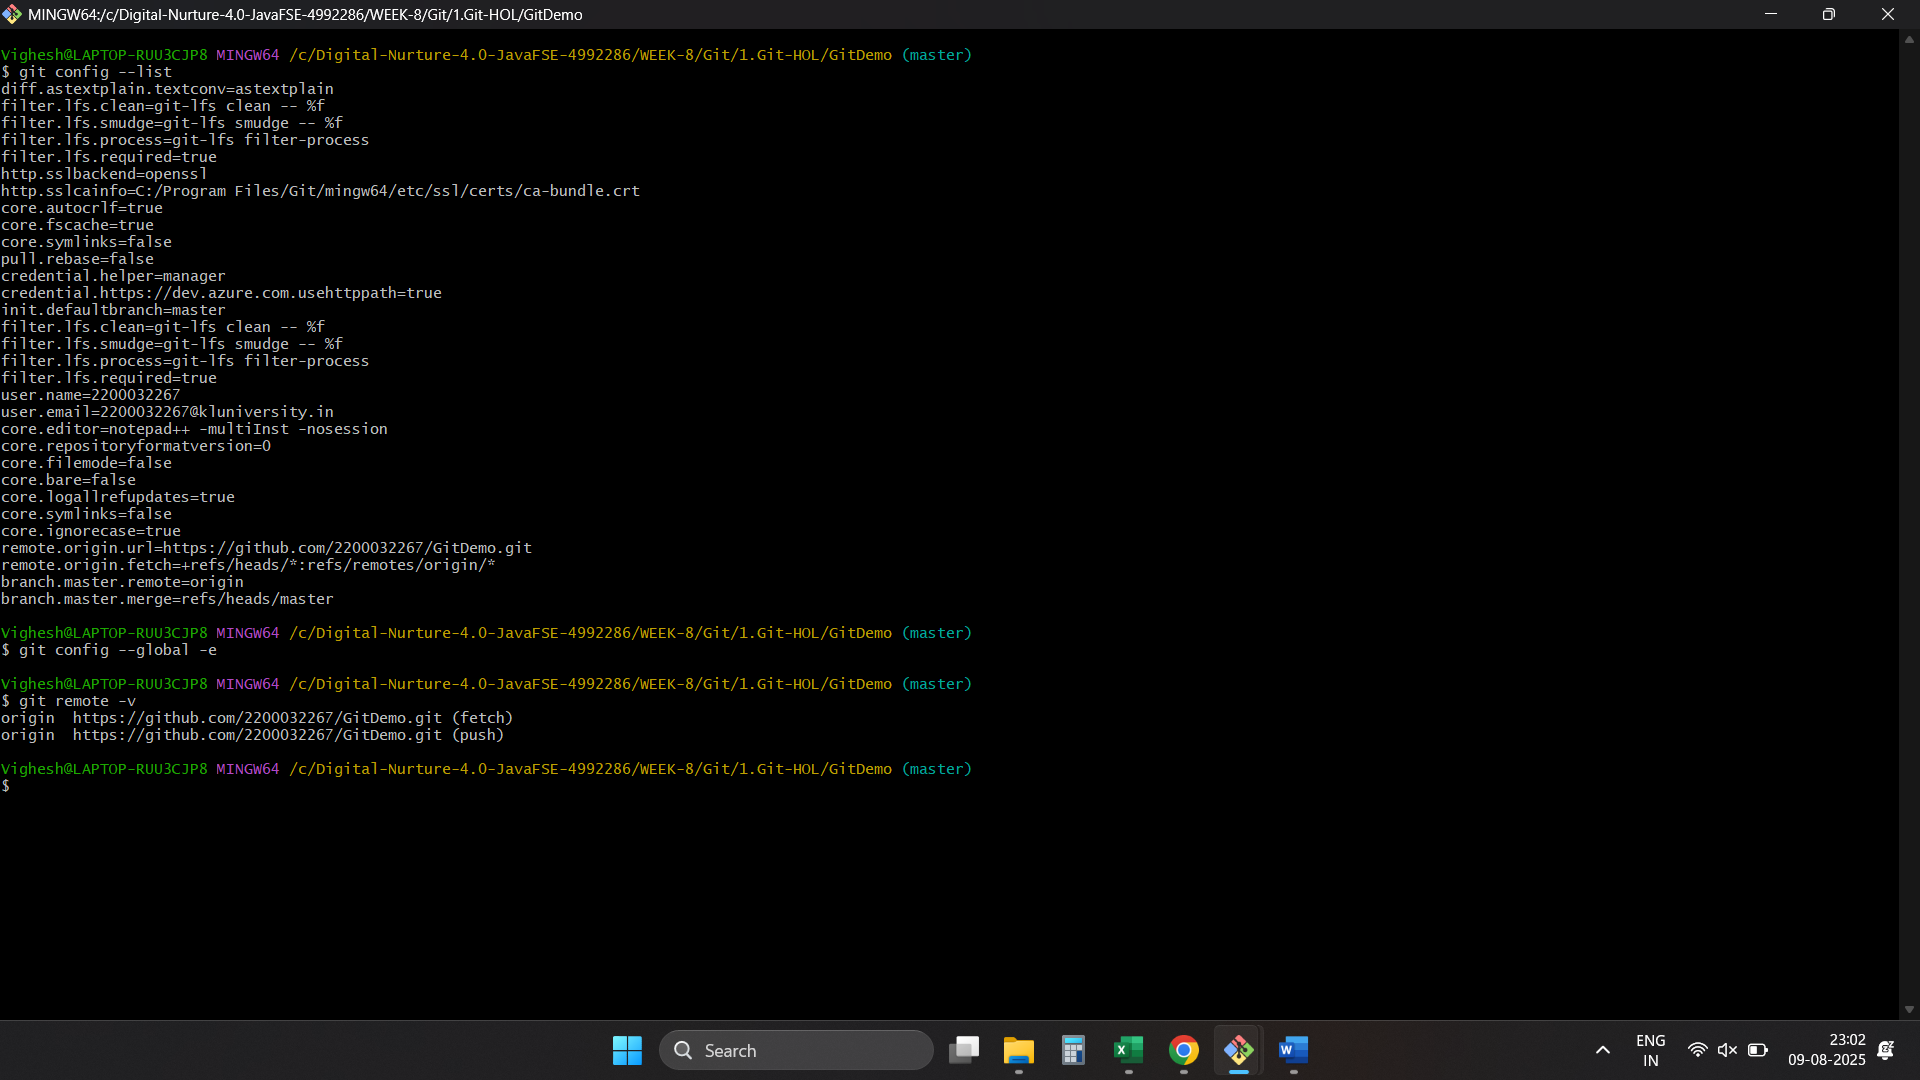 MINGW64:/c/Digital-Nurture-4.0-JavaFSE-4992286/WEEK-8/Git/1.Git-HOL/GitDemo
Vighesh@LAPTOP-RUU3CJP8 MINGW64 /c/Digital-Nurture-4.0-JavaFSE-4992286/WEEK-8/Git/1.Git-HOL/GitDemo (master)
$ git config --list
diff.astextplain.textconv=astextplain
filter.lfs.clean=git-lfs clean -- %f
filter.lfs.smudge=git-lfs smudge -- %f
filter.lfs.process=git-lfs filter-process
filter.lfs.required=true
http.sslbackend=openssl
http.sslcainfo=C:/Program Files/Git/mingw64/etc/ssl/certs/ca-bundle.crt
core.autocrlf=true
core.fscache=true
core.symlinks=false
pull.rebase=false
credential.helper=manager
credential.https://dev.azure.com.usehttppath=true
init.defaultbranch=master
filter.lfs.clean=git-lfs clean -- %f
filter.lfs.smudge=git-lfs smudge -- %f
filter.lfs.process=git-lfs filter-process
filter.lfs.required=true
user.name=2200032267
user.email=2200032267@kluniversity.in
core.editor=notepad++ -multiInst -nosession
core.repositoryformatversion=0
core.filemode=false
core.bare=false
core.logallrefupdates=true
core.symlinks=false
core.ignorecase=true
remote.origin.url=https://github.com/2200032267/GitDemo.git
remote.origin.fetch=+refs/heads/*:refs/remotes/origin/*
branch.master.remote=origin
branch.master.merge=refs/heads/master
Vighesh@LAPTOP-RUU3CJP8 MINGW64 /c/Digital-Nurture-4.0-JavaFSE-4992286/WEEK-8/Git/1.Git-HOL/GitDemo (master)
$ git config --global -e
Vighesh@LAPTOP-RUU3CJP8 MINGW64 /c/Digital-Nurture-4.0-JavaFSE-4992286/WEEK-8/Git/1.Git-HOL/GitDemo (master)
$ git remote -v
origin  https://github.com/2200032267/GitDemo.git (fetch)
origin  https://github.com/2200032267/GitDemo.git (push)
Vighesh@LAPTOP-RUU3CJP8 MINGW64 /c/Digital-Nurture-4.0-JavaFSE-4992286/WEEK-8/Git/1.Git-HOL/GitDemo (master)
$
Search
ENG
IN
23:02
09-08-2025